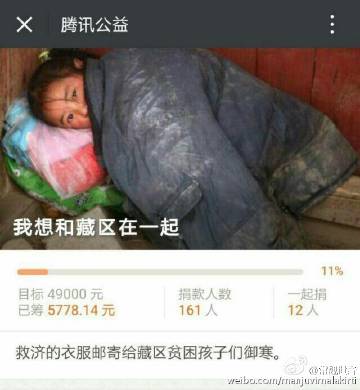 腾讯公益
我想和藏区在一起
11%
目标 49000 元
捐款人数
一起捐
已筹 5778.14 元
161 人
12 人
救济的衣服邮寄给藏区贫困孩子们御寒。
weibo.com/manjuvimalakirti